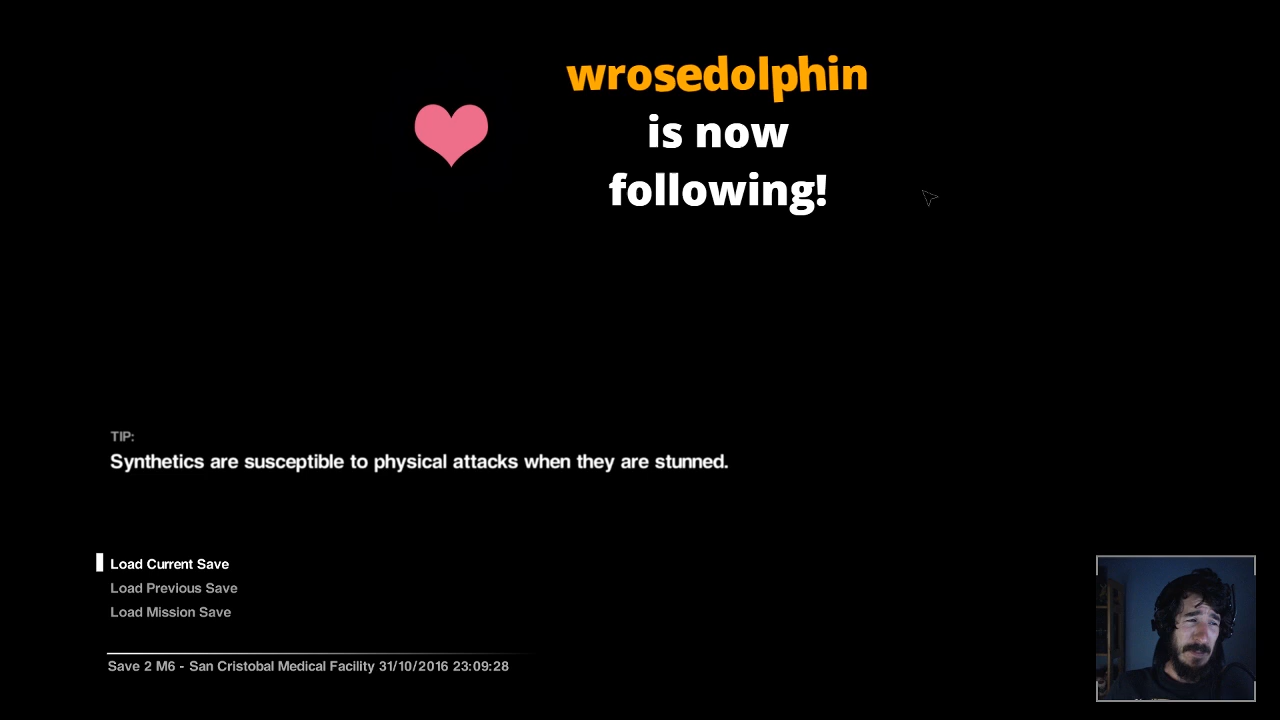 wrosedolphin
is now
following!
TIP:
Synthetics are susceptible to physical attacks when they are stunned.
Load Current Save
Load Previous Save
Load Mission Save
Save 2 M6 - San Cristobal Medical Facility 31/10/2016 23:09:28